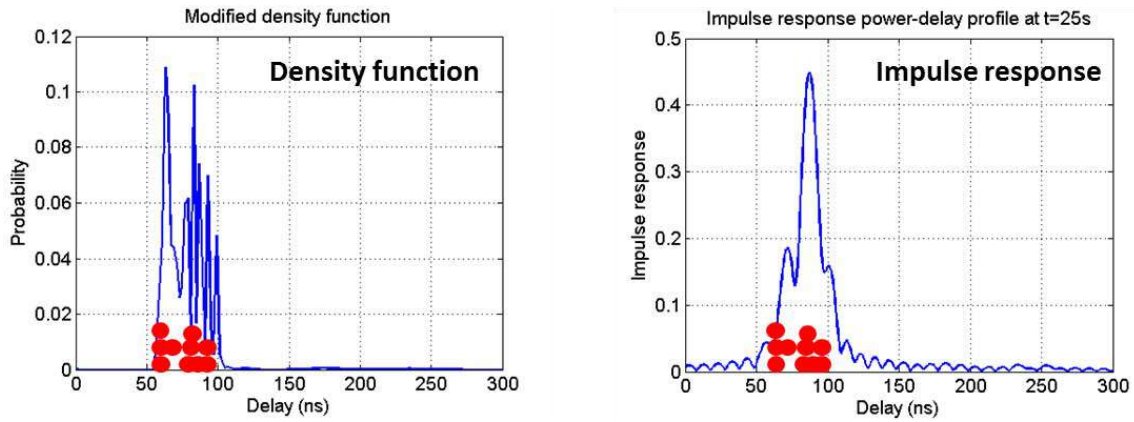 Modified density function
0.12
Density function
0.1
0.08
0.06
0.04
0.02
0
Probability
0 50 100 150 200 250 300
Delay (ns)
Impulse response power-delay profile at t=25s
0.5
Impulse response
0.4
0.3
0.2
0.1
0
Impulse response
0 50 100 150 200 250 300
Delay (ns)